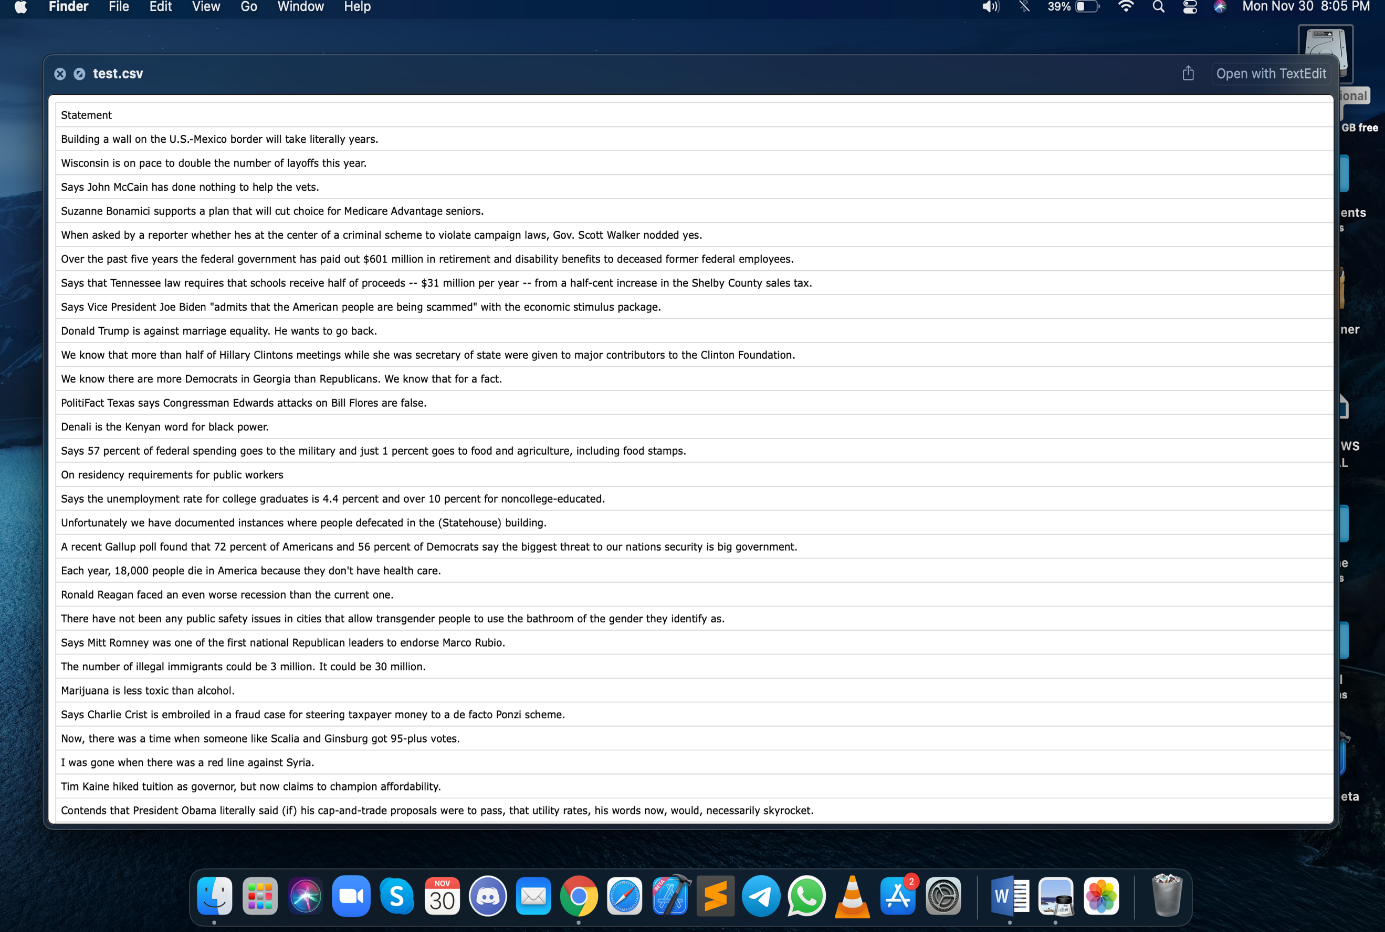 Finder File Edit View Go Window Help 39% Mon Nov 30 8:05 PM
test.csv Open with TextEdit
ional
GB free
Statement
Building a wall on the U.S.-Mexico border will take literally years.
Wisconsin is on pace to double the number of layoffs this year.
Says John McCain has done nothing to help the vets.
Suzanne Bonamici supports a plan that will cut choice for Medicare Advantage seniors.
When asked by a reporter whether hes at the center of a criminal scheme to violate campaign laws, Gov. Scott Walker nodded yes.
Over the past five years the federal government has paid out $601 million in retirement and disability benefits to deceased former federal employees.
Says that Tennessee law requires that schools receive half of proceeds -- $31 million per year -- from a half-cent increase in the Shelby County sales tax.
Says Vice President Joe Biden "admits that the American people are being scammed" with the economic stimulus package.
Donald Trump is against marriage equality. He wants to go back.
We know that more than half of Hillary Clintons meetings while she was secretary of state were given to major contributors to the Clinton Foundation.
We know there are more Democrats in Georgia than Republicans. We know that for a fact.
PolitiFact Texas says Congressman Edwards attacks on Bill Flores are false.
Denali is the Kenyan word for black power.
Says 57 percent of federal spending goes to the military and just 1 percent goes to food and agriculture, including food stamps.
On residency requirements for public workers
Says the unemployment rate for college graduates is 4.4 percent and over 10 percent for noncollege-educated.
Unfortunately we have documented instances where people defecated in the (Statehouse) building.
A recent Gallup poll found that 72 percent of Americans and 56 percent of Democrats say the biggest threat to our nations security is big government.
Each year, 18,000 people die in America because they don't have health care.
Ronald Reagan faced an even worse recession than the current one.
There have not been any public safety issues in cities that allow transgender people to use the bathroom of the gender they identify as.
Says Mitt Romney was one of the first national Republican leaders to endorse Marco Rubio.
The number of illegal immigrants could be 3 million. It could be 30 million.
Marijuana is less toxic than alcohol.
Says Charlie Crist is embroiled in a fraud case for steering taxpayer money to a de facto Ponzi scheme.
Now, there was a time when someone like Scalia and Ginsburg got 95-plus votes.
I was gone when there was a red line against Syria.
Tim Kaine hiked tuition as governor, but now claims to champion affordability.
Contends that President Obama literally said (if) his cap-and-trade proposals were to pass, that utility rates, his words now, would, necessarily skyrocket.
ents
s
ner
WS
L
e
s
eta
NOV
30
2
W